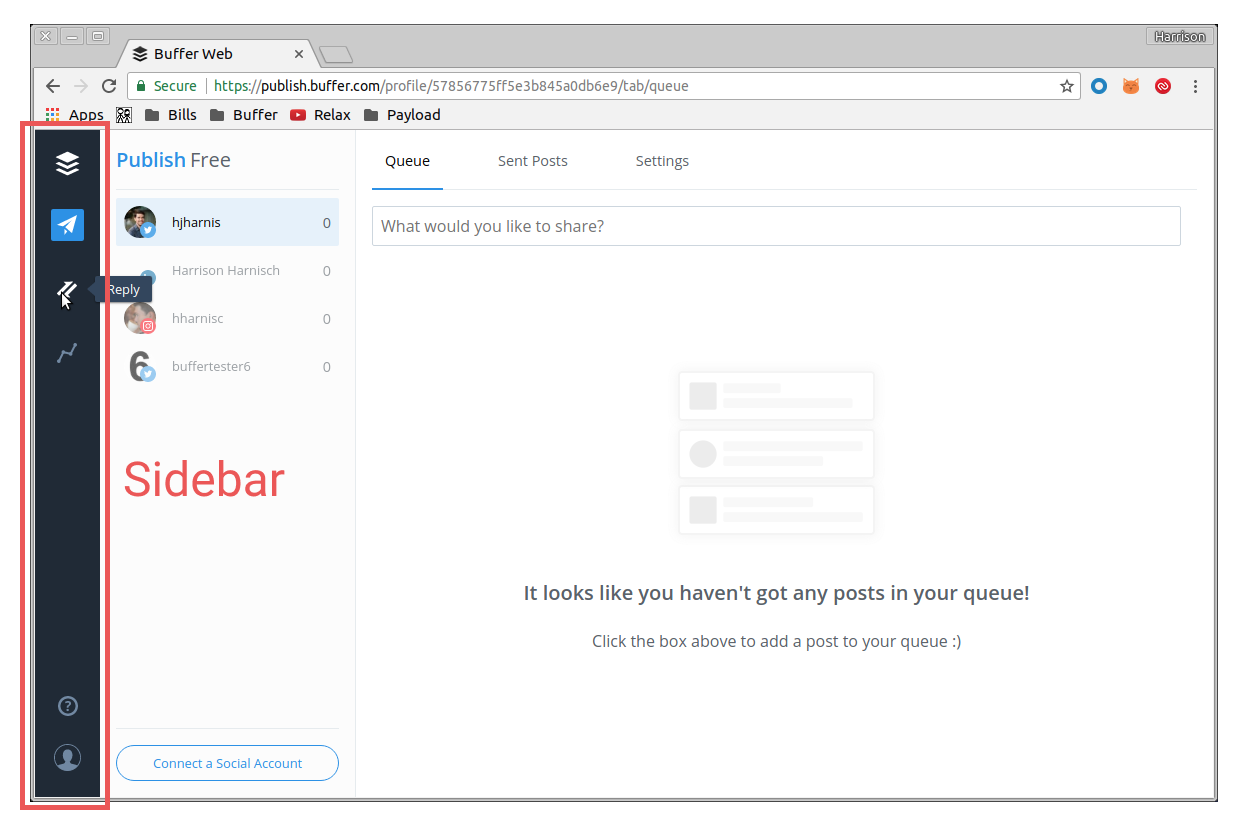 Harrison
Buffer Web
Secure https://publish.buffer.com/profile/57856775ff5e3b845a0db6e9/tab/queue
Apps Bills Buffer Relax Payload
Publish Free
Queue Sent Posts Settings
hjharnis 0
What would you like to share?
Harrison Harnisch 0
Reply
hharnisc 0
6 buffertester6 0
Sidebar
It looks like you haven't got any posts in your queue!
Click the box above to add a post to your queue :)
?
Connect a Social Account